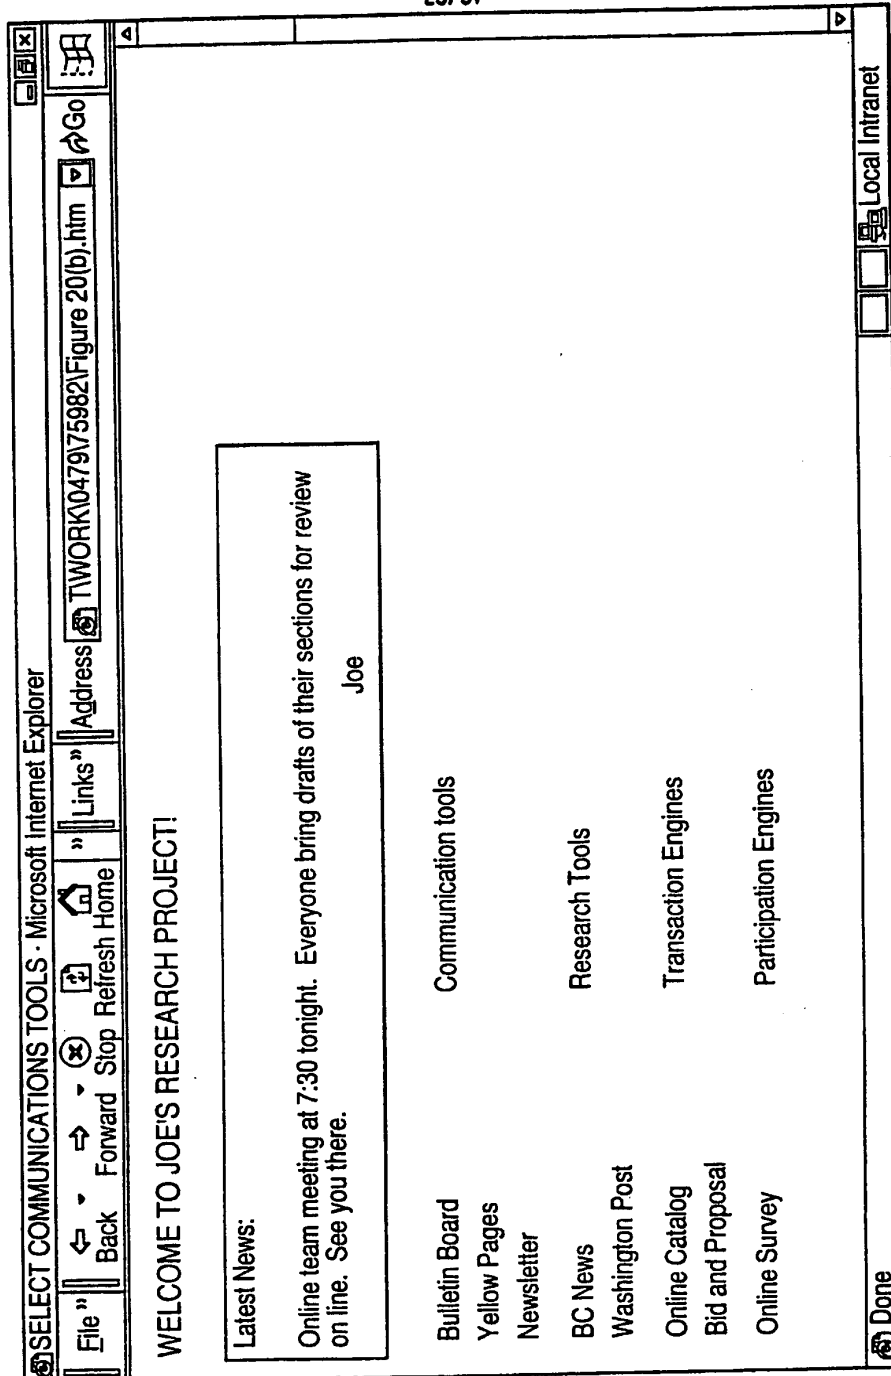 SELECT COMMUNICATIONS TOOLS - Microsoft Internet Explorer
File » Back Forward Stop Refresh Home » Links » Address T\WORK\0479\75982\Figure 20(b).htm Go
WELCOME TO JOE'S RESEARCH PROJECT!
Latest News:
Online team meeting at 7:30 tonight. Everyone bring drafts of their sections for review
on line. See you there.
Joe
Bulletin Board Communication tools
Yellow Pages
Newsletter
BC News Research Tools
Washington Post
Online Catalog Transaction Engines
Bid and Proposal
Online Survey Participation Engines
Done Local Intranet